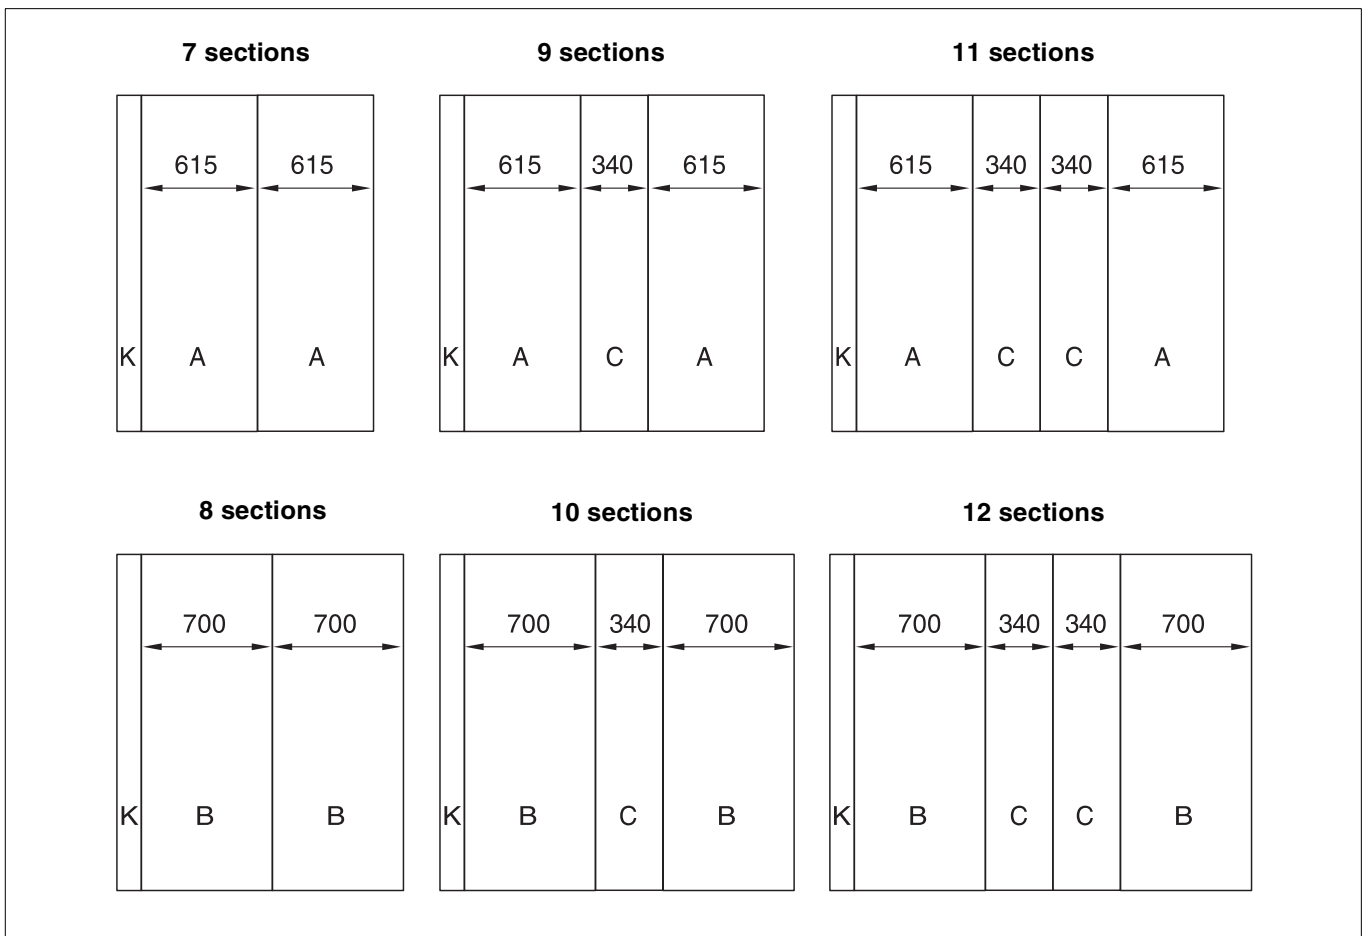 7 sections 9 sections 11 sections
615 615 615 340 615 615 340 340 615
K A A K A C A K A C C A
8 sections 10 sections 12 sections
700 700 700 340 700 700 340 340 700
K B B K B C B K B C C B